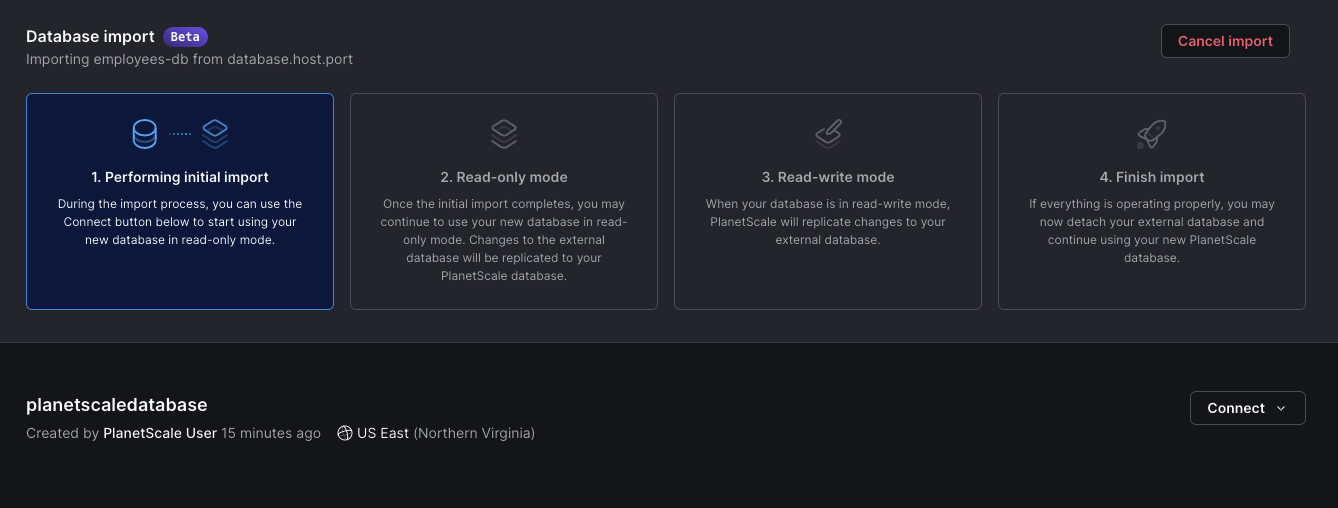 Database import Beta
Cancel import
Importing employees-db from database.host.port
1. Performing initial import
During the import process, you can use the
Connect button below to start using your
new database in read-only mode.
2. Read-only mode
Once the initial import completes, you may
continue to use your new database in read-
only mode. Changes to the external
database will be replicated to your
PlanetScale database.
3. Read-write mode
When your database is in read-write mode,
PlanetScale will replicate changes to your
external database.
4. Finish import
If everything is operating properly, you may
now detach your external database and
continue using your new PlanetScale
database.
planetscaledatabase
Connect
Created by PlanetScale User 15 minutes ago US East (Northern Virginia)